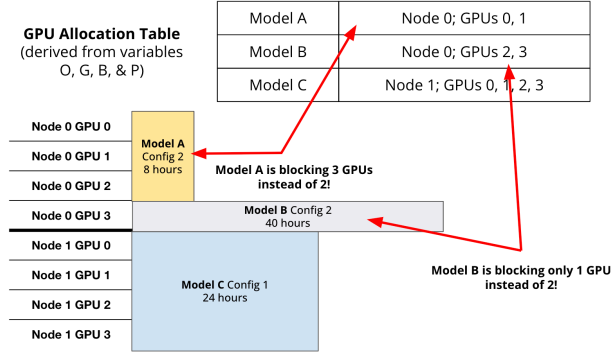 GPU Allocation Table
(derived from variables
O, G, B, & P)
Model A Node 0; GPUs 0, 1
Model B Node 0; GPUs 2, 3
Model C Node 1; GPUs 0, 1, 2, 3
Node 0 GPU 0
Node 0 GPU 1
Node 0 GPU 2
Node 0 GPU 3
Node 1 GPU 0
Node 1 GPU 1
Node 1 GPU 2
Node 1 GPU 3
Model A
Config 2
8 hours
Model A is blocking 3 GPUs
instead of 2!
Model B Config 2
40 hours
Model C Config 1
24 hours
Model B is blocking only 1 GPU
instead of 2!